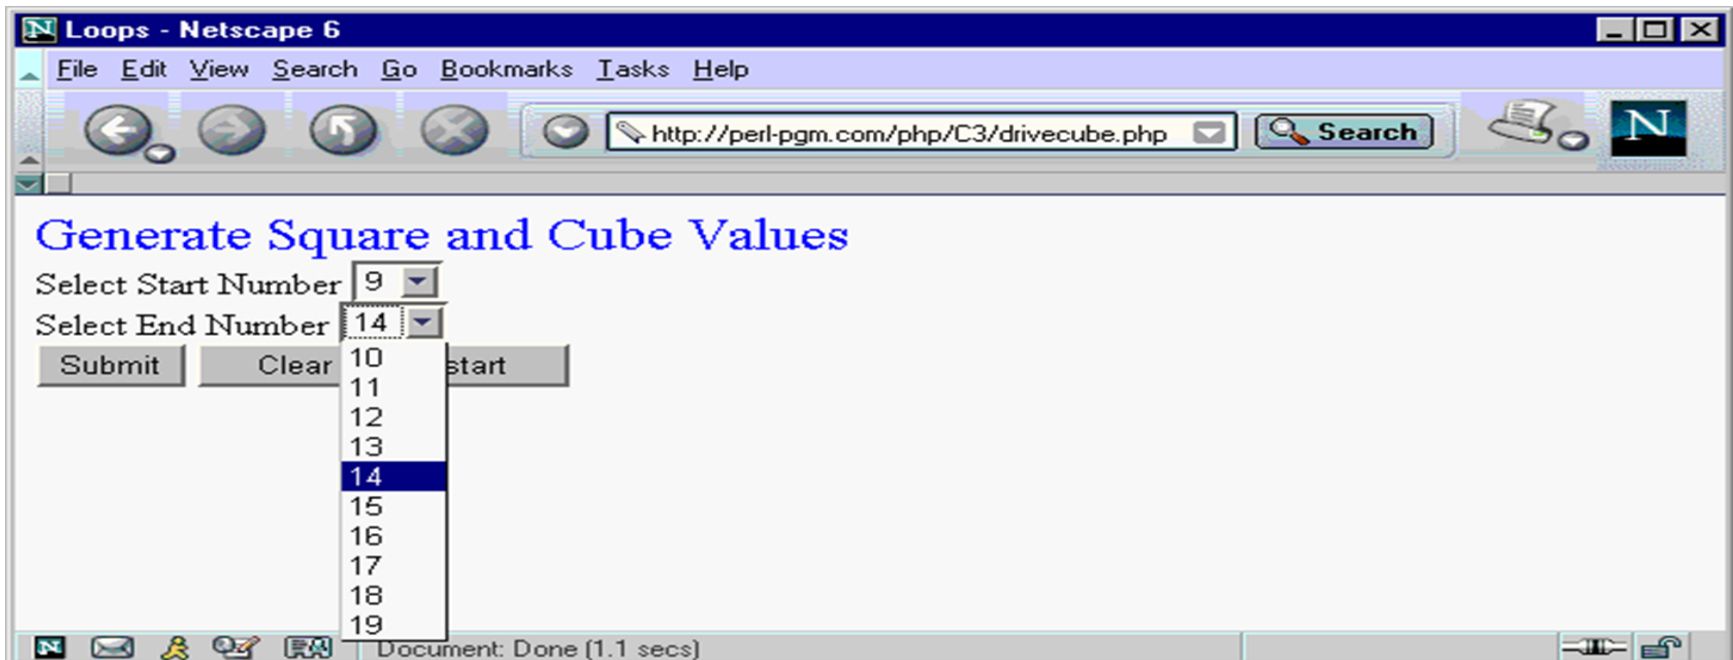 N Loops - Netscape 6
File Edit View Search Go Bookmarks Tasks Help
http://perl-pgm.com/php/C3/drivecube.php Search N
Generate Square and Cube Values
Select Start Number 9
Select End Number 14
Submit Clear start
10
11
12
13
14
15
16
17
18
19
N Document: Done (1.1 secs)